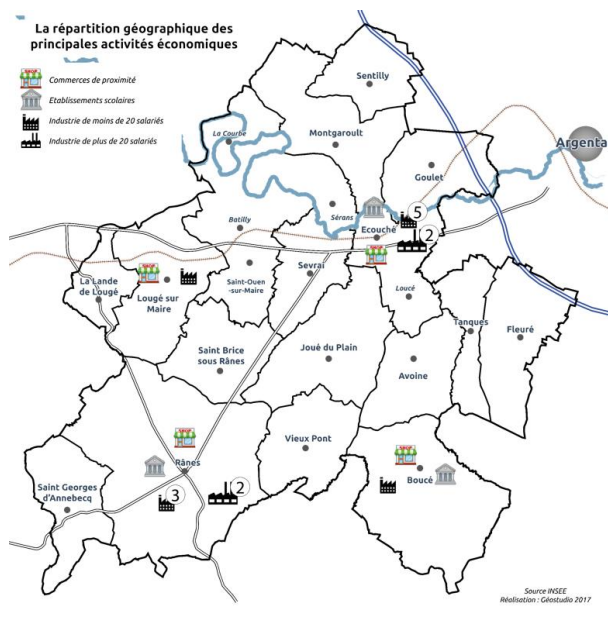 La répartition géographique des
principales activités économiques
Commerces de proximité
Etablissements scolaires
Industrie de moins de 20 salariés
Industrie de plus de 20 salariés
Sentilly
La Courbe
Montgaroult
Argenta
Goulet
Sérans
5
Batilly
Ecouché
2
Sevrai
La Lande
de Lougé
Lougé sur
Maire
Saint-Ouen
-sur-Maire
Loucé
Tanques
Fleuré
Saint Brice
sous Rânes
Joué du Plain
Avoine
Vieux Pont
Rânes
Boucé
Saint Georges
d'Annebecq
3
2
Source INSEE
Réalisation : Géostudio 2017